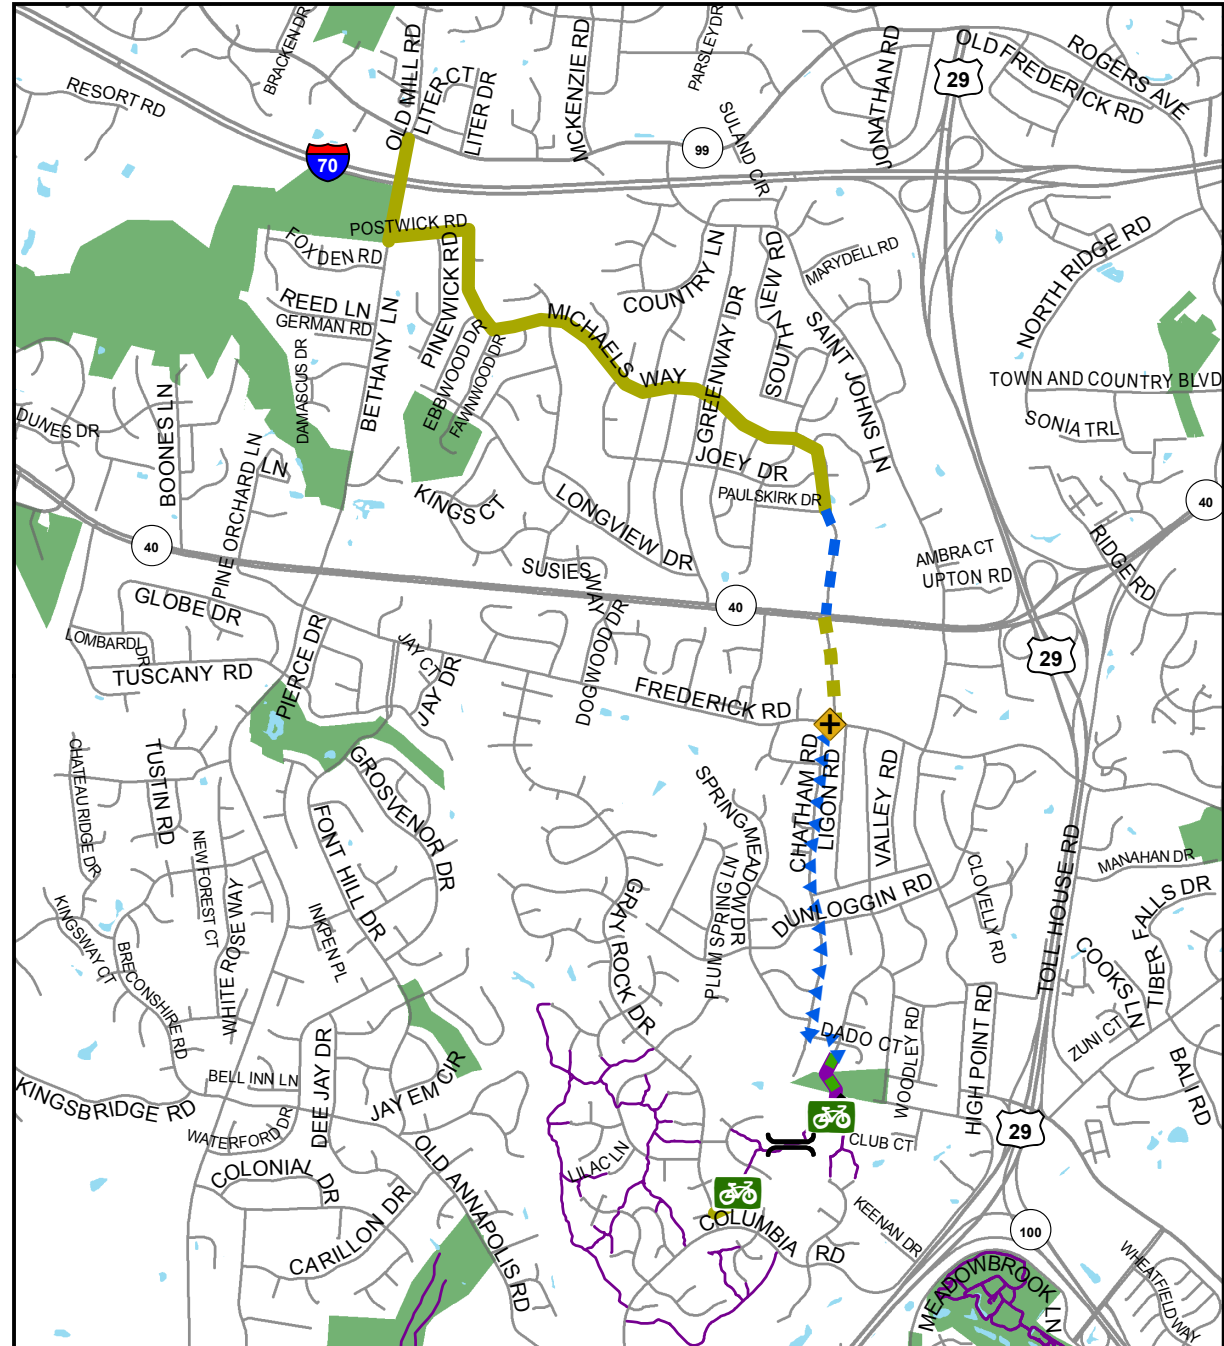 BRACKEN DR
OLD MILL RD
LITER CT
LITER DR
MCKENZIE RD
PARSLEY DR
JONATHAN RD
OLD FREDERICK RD
ROGERS AVE
29
RESORT RD
70
99
SULAND CIR
POSTWICK RD
FOXDEN RD
PINEWICK RD
REED LN
GERMAN RD
BETHANY LN
EBBWOOD DR
FAWNWOOD DR
DAMASCUS DR
MICHAELS WAY
COUNTRY LN
GREENWAY DR
SOUTH IEW RD
MARYDELL RD
SAINT JOHNS LN
NORTH RIDGE RD
TOWN AND COUNTRY BLVD
SONIA TRL
DUNES DR
BOONES LN
PINE ORCHARD LN
LN
KINGS CT
LONGVIEW DR
JOEY DR
PAULSKIRK DR
40
40
40
RIDGE RD
AMBRA CT
UPTON RD
SUSIES WAY
DOGWOOD DR
GLOBE DR
LOMBARDI DR
TUSCANY RD
PIERCE DR
JAY CT
JAY DR
FREDERICK RD
29
CHATEAU RIDGE DR
TUSTIN RD
NEW FOREST CT
WHITE ROSE WAY
KINGSWAY CT
BRECONSHIRE RD
GROSVENOR DR
FONT HILL DR
INKPEN PL
GRAY ROCK DR
SPRING MEADOW DR
PLUM SPRING LN
CHATHAM RD
LIGON RD
VALLEY RD
DUNLOGGIN RD
CLOVELLY RD
TOLL HOUSE RD
MANAHAN DR
TIBER FALLS DR
COOKS LN
ZUNI CT
BALI RD
DADO CT
WOODLEY RD
HIGH POINT RD
BELL INN LN
KINGSBRIDGE RD
WATERFORD DR
DEE JAY DR
JAY EM CIR
COLONIAL DR
CARILLON DR
OLD ANNAPOLIS RD
LILAC LN
CLUB CT
29
COLUMBIA RD
KEENAN DR
100
MEADOWBROOK LN
WHEATFIELD WAY